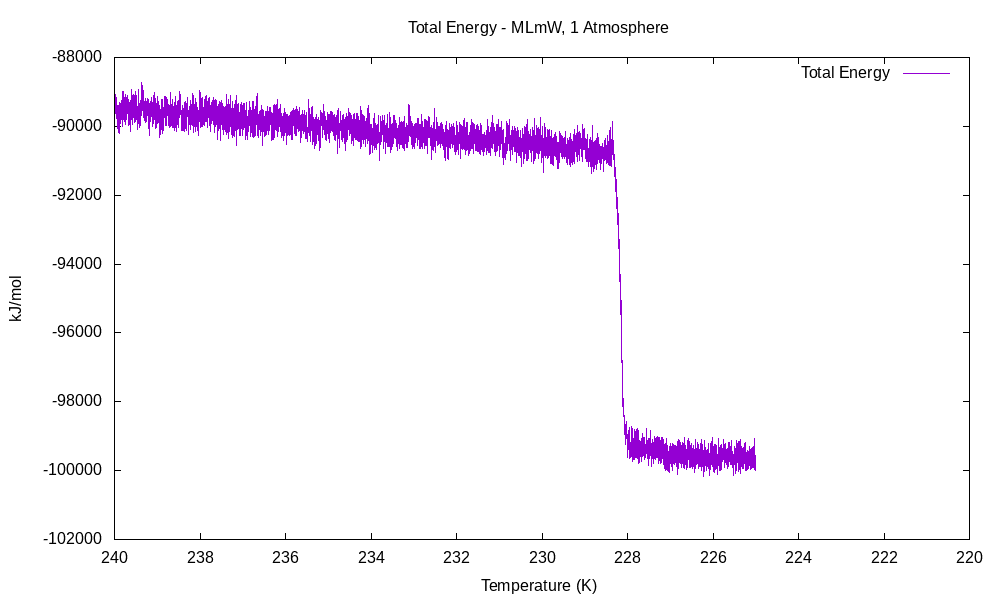 Total Energy - MLmW, 1 Atmosphere
Total Energy
kJ/mol
-88000
-90000
-92000
-94000
-96000
-98000
-100000
-102000
240 238 236 234 232 230 228 226 224 222 220
Temperature (K)